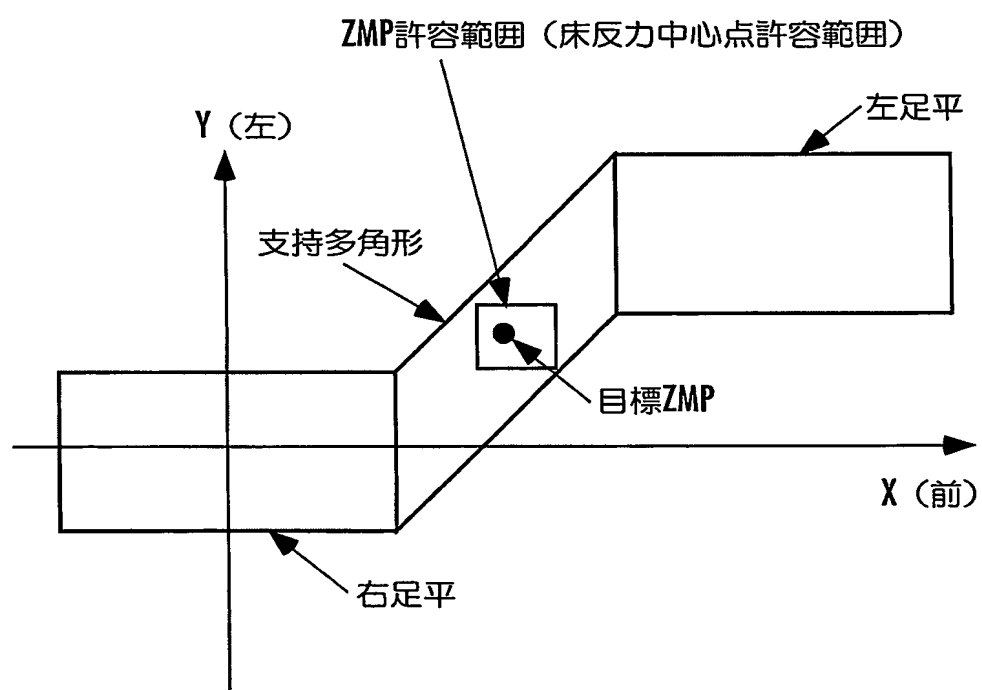 ZMP許容範囲（床反力中心点許容範囲）
左足平
Y（左）
支持多角形
目標ZMP
X（前）
右足平